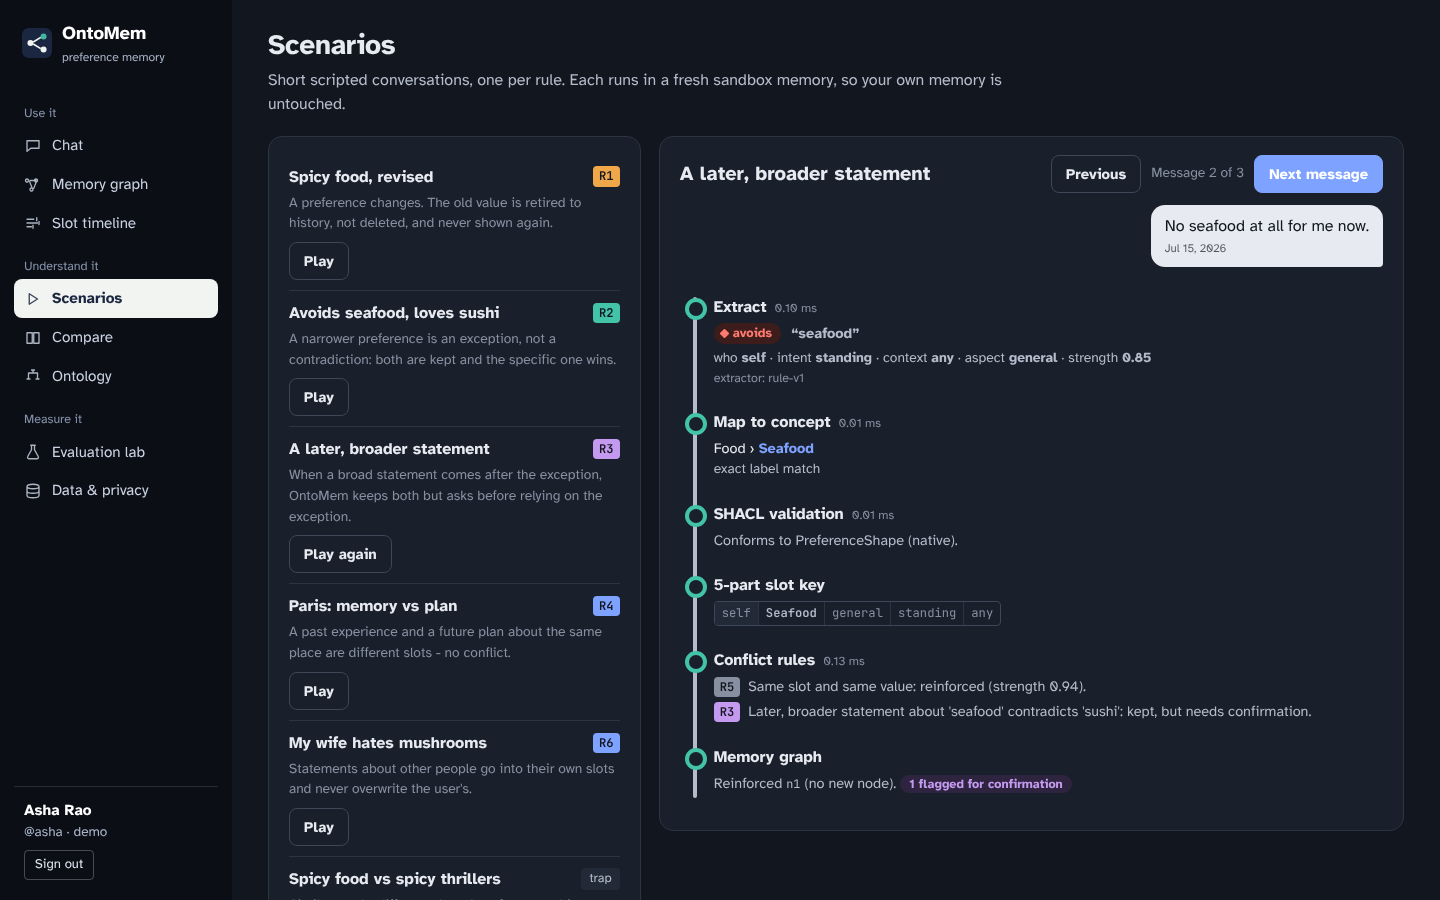 OntoMem
preference memory
Use it
Chat
Memory graph
Slot timeline
Understand it
Scenarios
Compare
Ontology
Measure it
Evaluation lab
Data & privacy
Asha Rao
@asha · demo
Sign out
Scenarios
Short scripted conversations, one per rule. Each runs in a fresh sandbox memory, so your own memory is
untouched.
Spicy food, revised R1
A preference changes. The old value is retired to
history, not deleted, and never shown again.
Play
Avoids seafood, loves sushi R2
A narrower preference is an exception, not a
contradiction: both are kept and the specific one wins.
Play
A later, broader statement R3
When a broad statement comes after the exception,
OntoMem keeps both but asks before relying on the
exception.
Play again
Paris: memory vs plan R4
A past experience and a future plan about the same
place are different slots - no conflict.
Play
My wife hates mushrooms R6
Statements about other people go into their own slots
and never overwrite the user's.
Play
Spicy food vs spicy thrillers trap
A later, broader statement
Previous Message 2 of 3 Next message
No seafood at all for me now.
Jul 15, 2026
Extract 0.10 ms
◆ avoids “seafood”
who self · intent standing · context any · aspect general · strength 0.85
extractor: rule-v1
Map to concept 0.01 ms
Food › Seafood
exact label match
SHACL validation 0.01 ms
Conforms to PreferenceShape (native).
5-part slot key
self Seafood general standing any
Conflict rules 0.13 ms
R5 Same slot and same value: reinforced (strength 0.94).
R3 Later, broader statement about 'seafood' contradicts 'sushi': kept, but needs confirmation.
Memory graph
Reinforced n1 (no new node). 1 flagged for confirmation